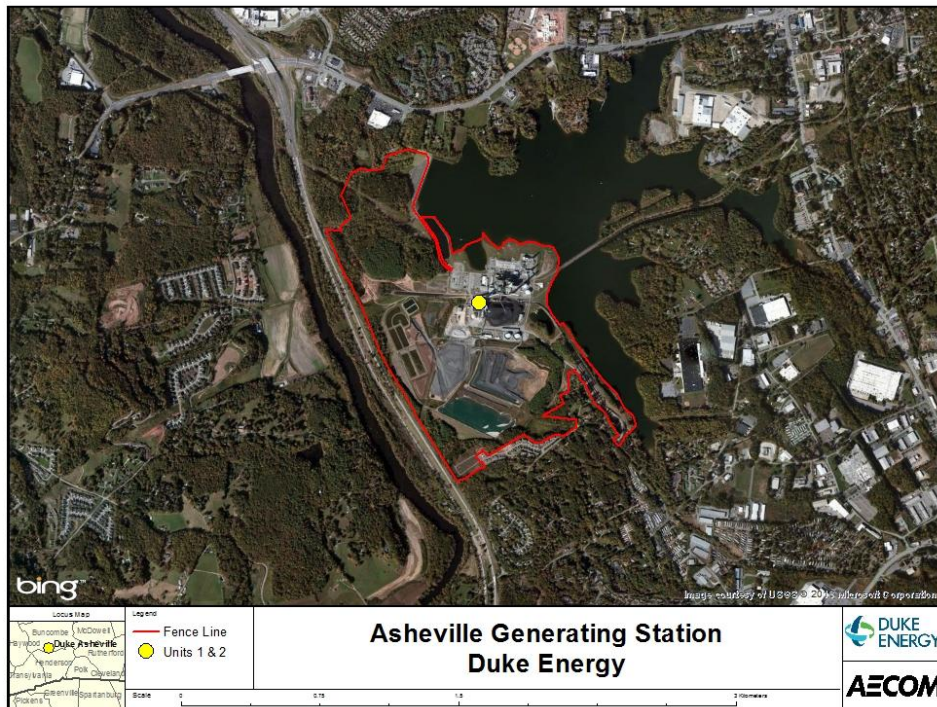 bing™
Image courtesy of USGS © 2015 Microsoft Corporation
Locus Map
Buncombe
McDowell
Haywood
Duke Asheville
Rutherford
Henderson
Transylvania
Polk
Cleveland
Greenville
Spartanburg
Pickens
Legend
Fence Line
Units 1 & 2
Asheville Generating Station
Duke Energy
DUKE
ENERGY
AECOM
Scale
0
0.75
1.5
3 Kilometers